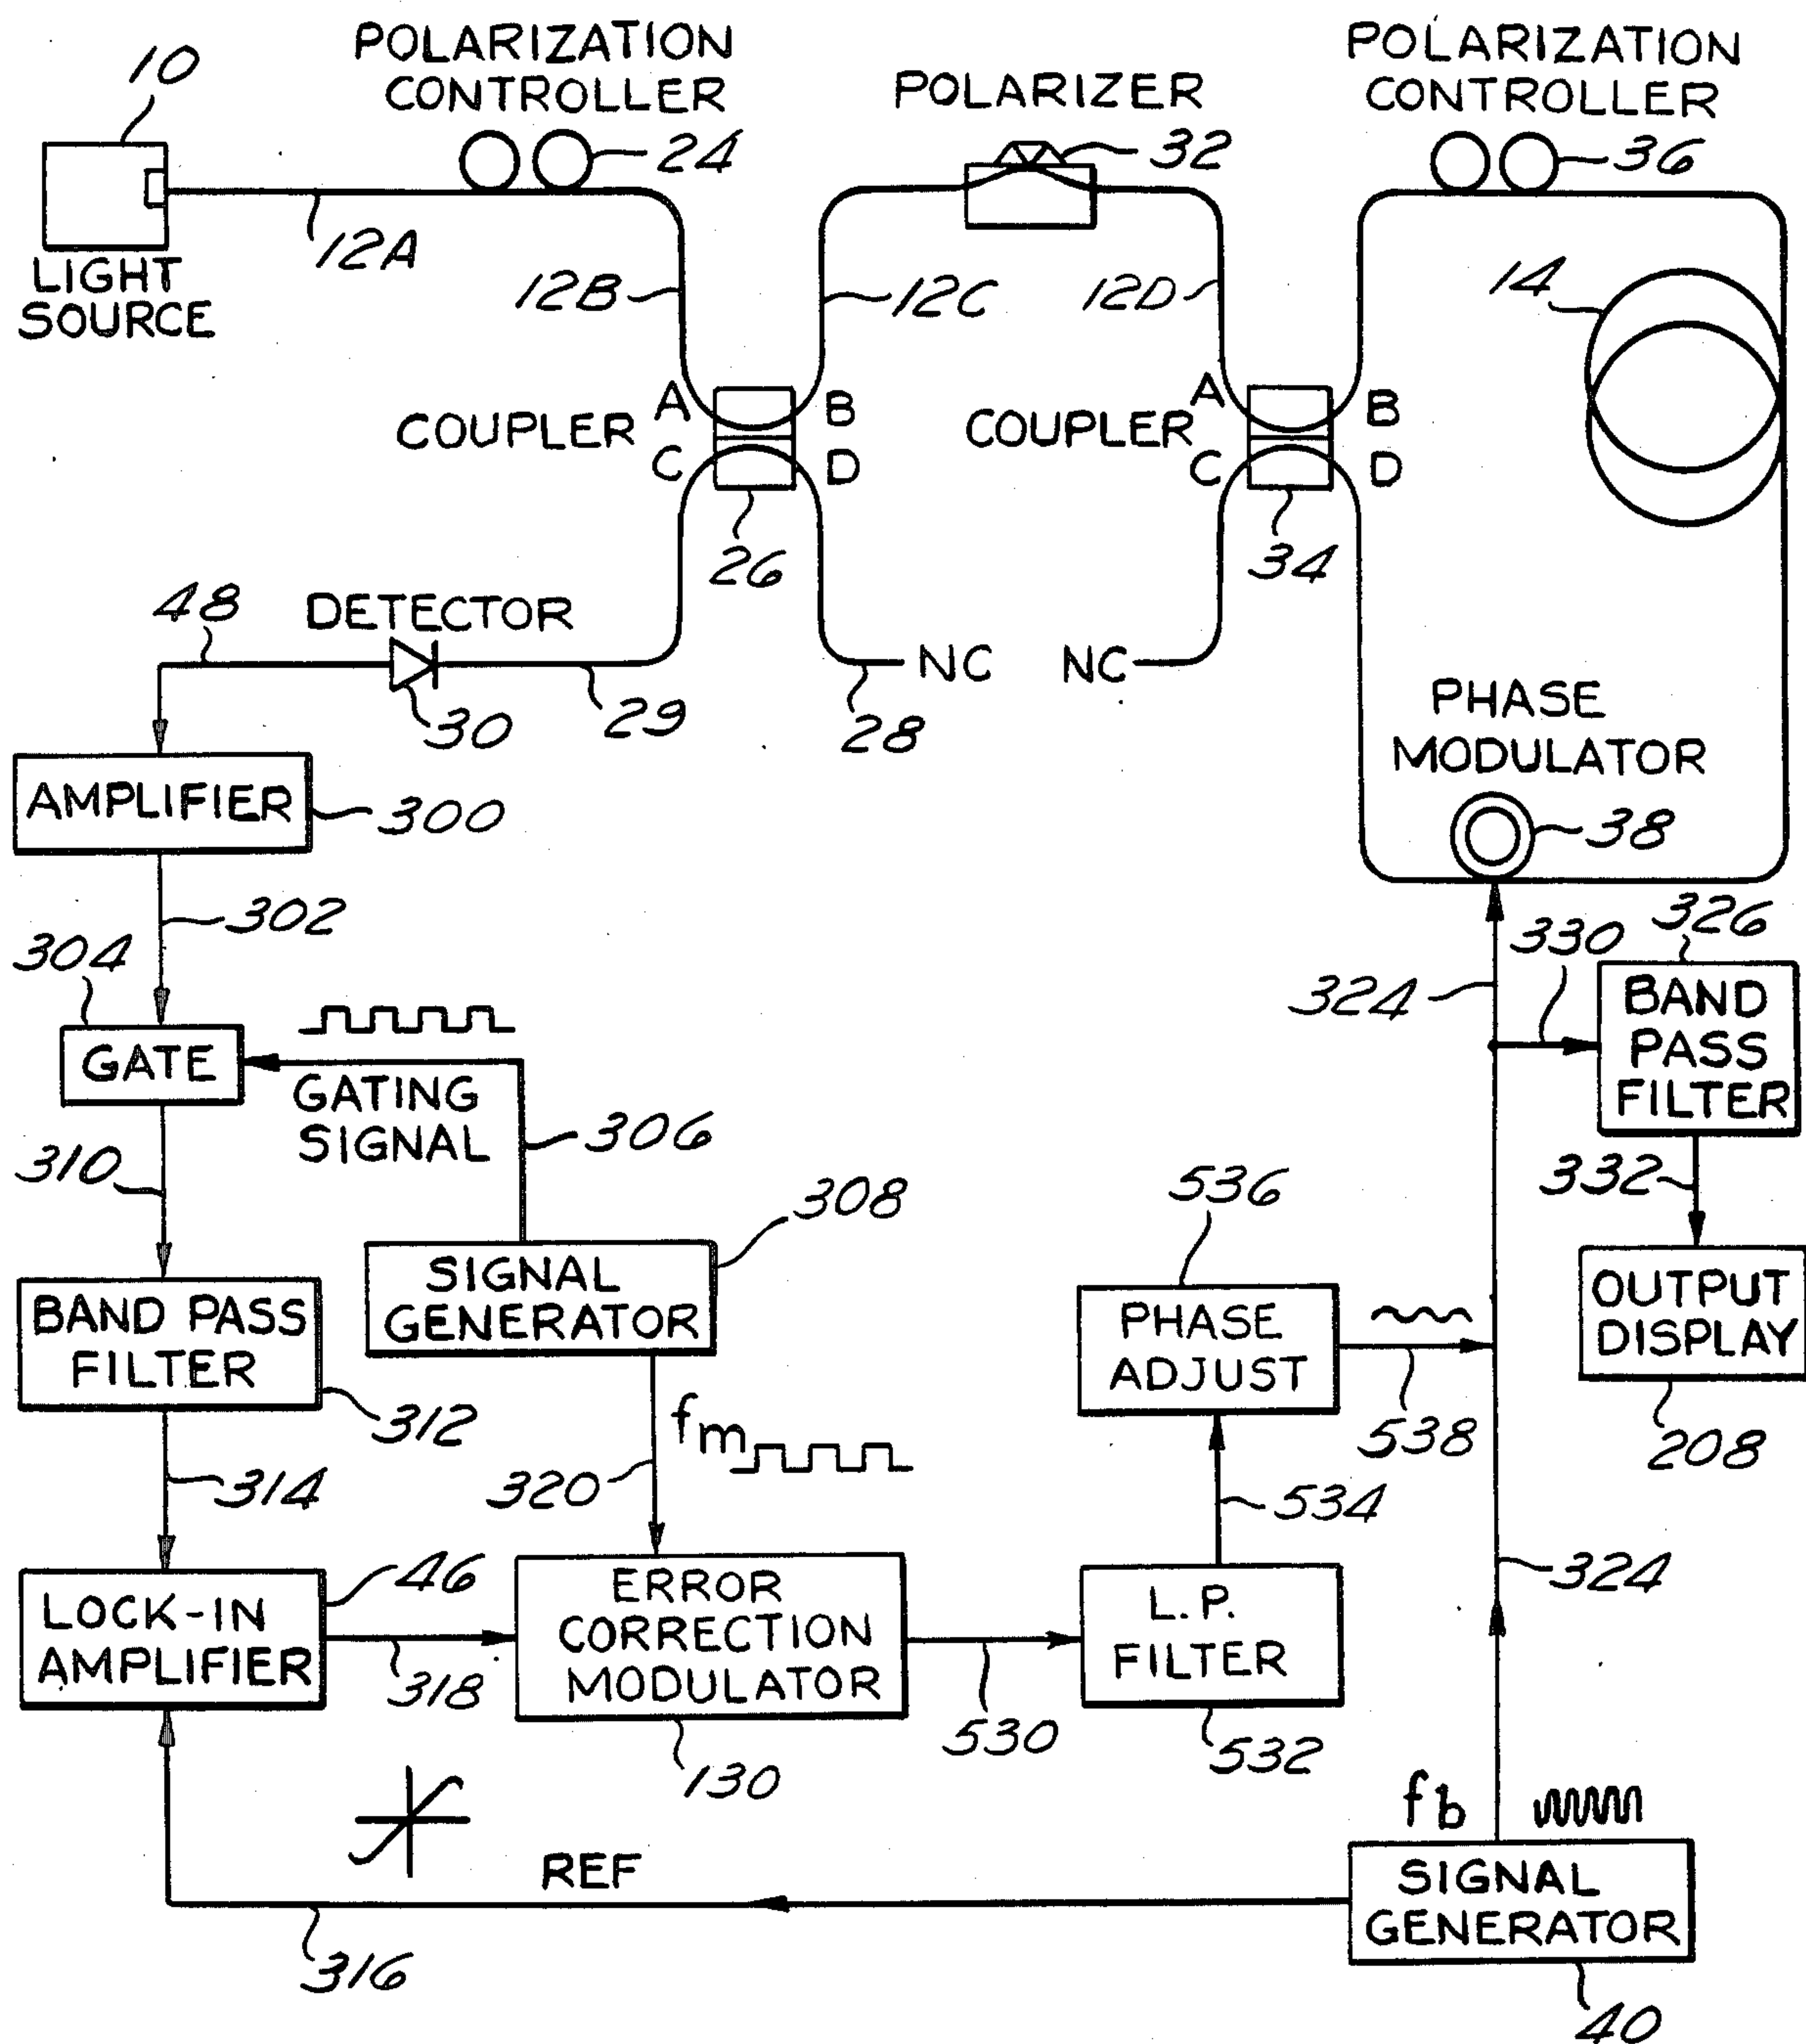 10
POLARIZATION
CONTROLLER
24
POLARIZER
32
POLARIZATION
CONTROLLER
36
LIGHT
SOURCE
12A
12B
12C
12D
14
COUPLER
A
B
C
D
26
COUPLER
A
B
C
D
34
48
DETECTOR
30
29
NC
28
NC
PHASE
MODULATOR
38
AMPLIFIER
300
302
304
GATE
GATING
SIGNAL
306
324
330
326
BAND
PASS
FILTER
332
310
308
SIGNAL
GENERATOR
536
PHASE
ADJUST
538
OUTPUT
DISPLAY
208
BAND PASS
FILTER
312
314
fm
320
534
324
46
LOCK-IN
AMPLIFIER
318
ERROR
CORRECTION
MODULATOR
130
530
L.P.
FILTER
532
fb
REF
316
SIGNAL
GENERATOR
40